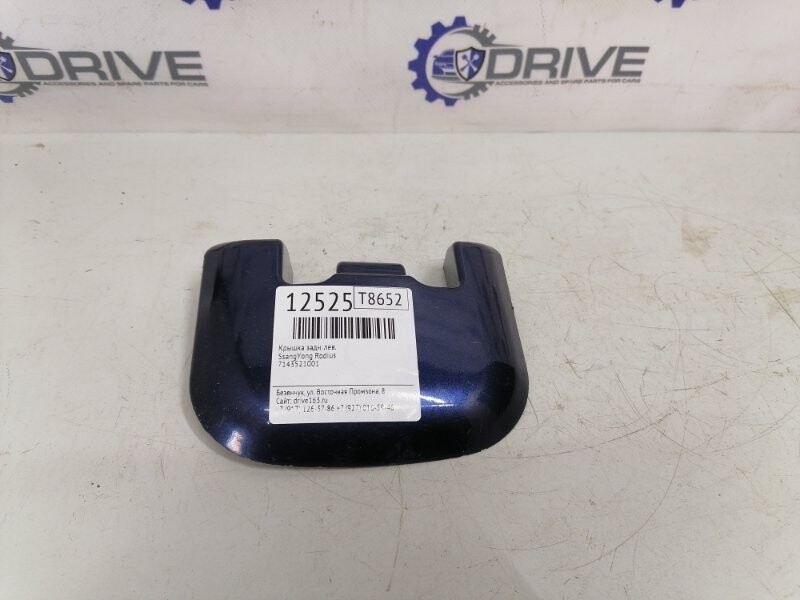 DRIVE
ACCESSORIES AND SPARE PARTS FOR CARS
DRIVE
ACCESSORIES AND SPARE PARTS FOR CARS
12525 T8652
Крышка задн. лев.
SsangYong Rodius
7143521001
Безенчук, ул. Восточная Промзона, 8
Сайт: drive163.ru